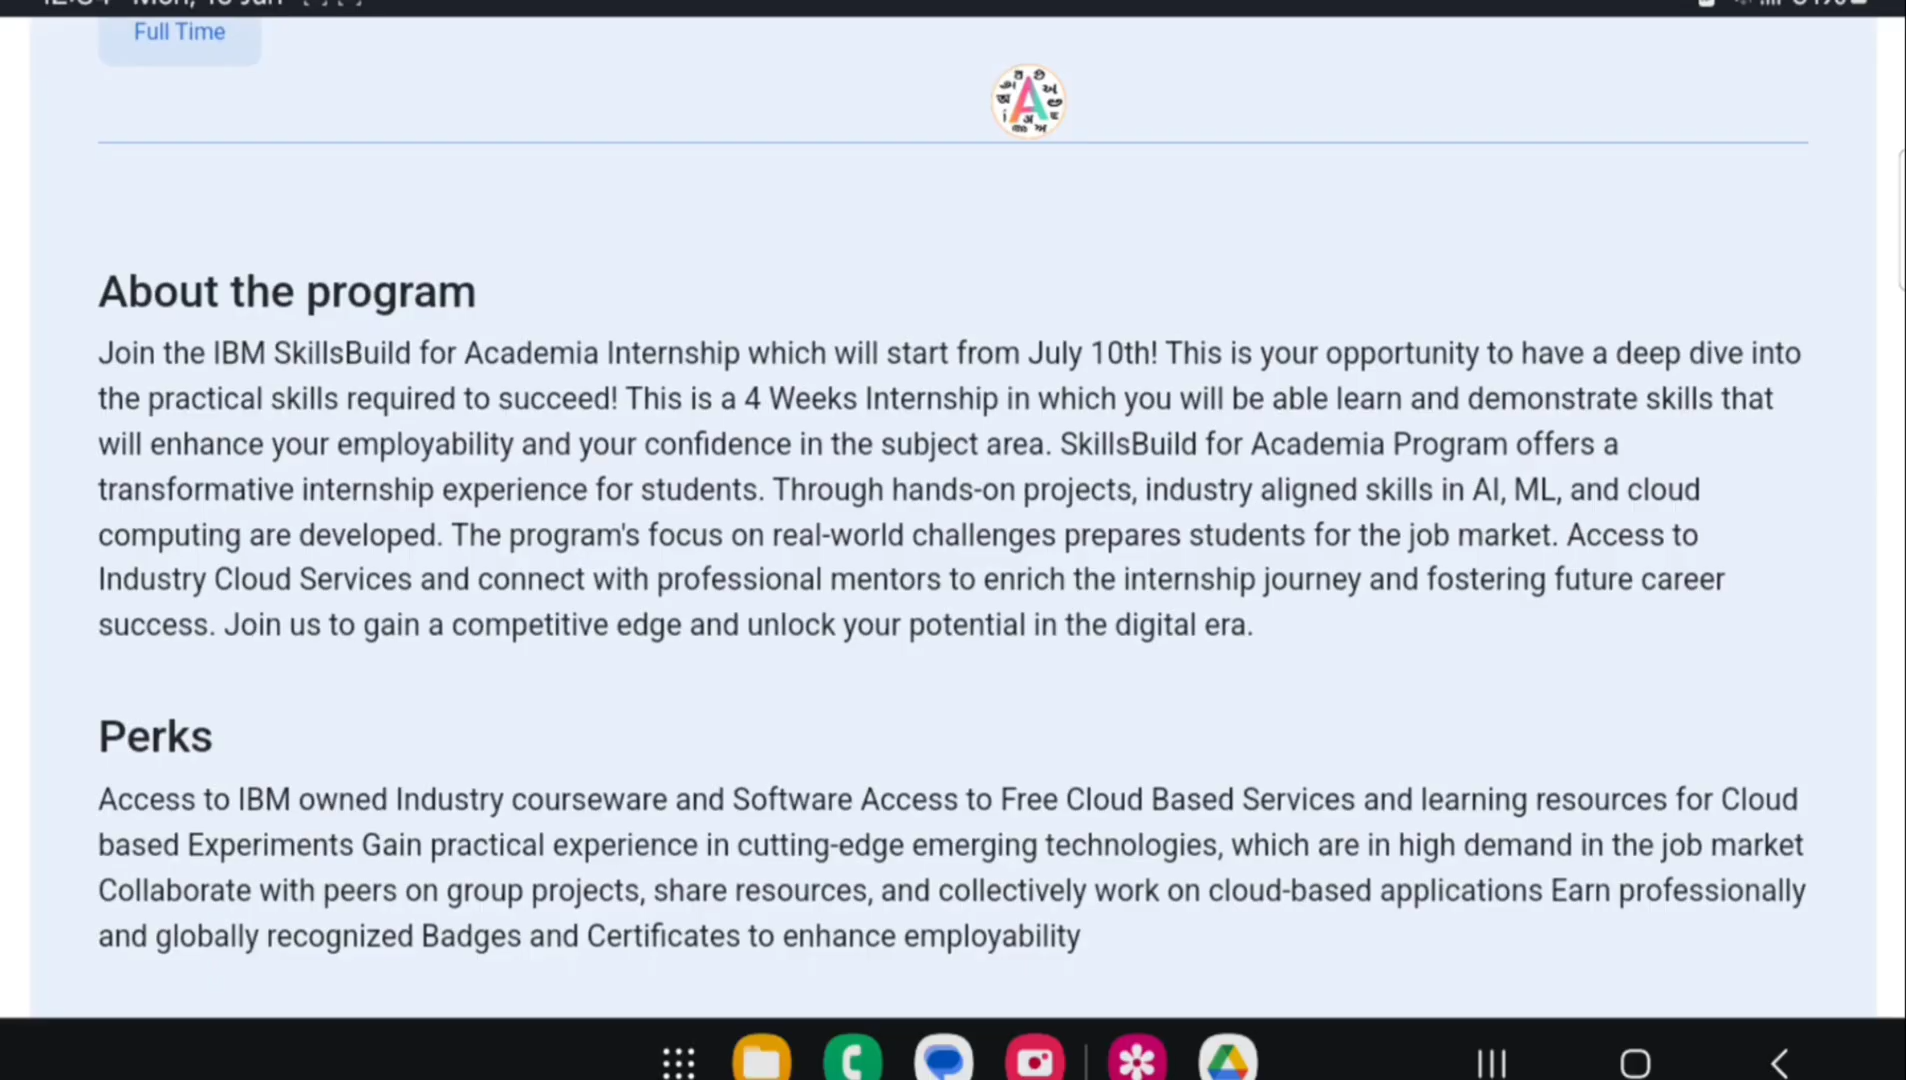 Full Time
About the program
Join the IBM SkillsBuild for Academia Internship which will start from July 10th! This is your opportunity to have a deep dive into
the practical skills required to succeed! This is a 4 Weeks Internship in which you will be able learn and demonstrate skills that
will enhance your employability and your confidence in the subject area. SkillsBuild for Academia Program offers a
transformative internship experience for students. Through hands-on projects, industry aligned skills in AI, ML, and cloud
computing are developed. The program's focus on real-world challenges prepares students for the job market. Access to
Industry Cloud Services and connect with professional mentors to enrich the internship journey and fostering future career
success. Join us to gain a competitive edge and unlock your potential in the digital era.
Perks
Access to IBM owned Industry courseware and Software Access to Free Cloud Based Services and learning resources for Cloud
based Experiments Gain practical experience in cutting-edge emerging technologies, which are in high demand in the job market
Collaborate with peers on group projects, share resources, and collectively work on cloud-based applications Earn professionally
and globally recognized Badges and Certificates to enhance employability